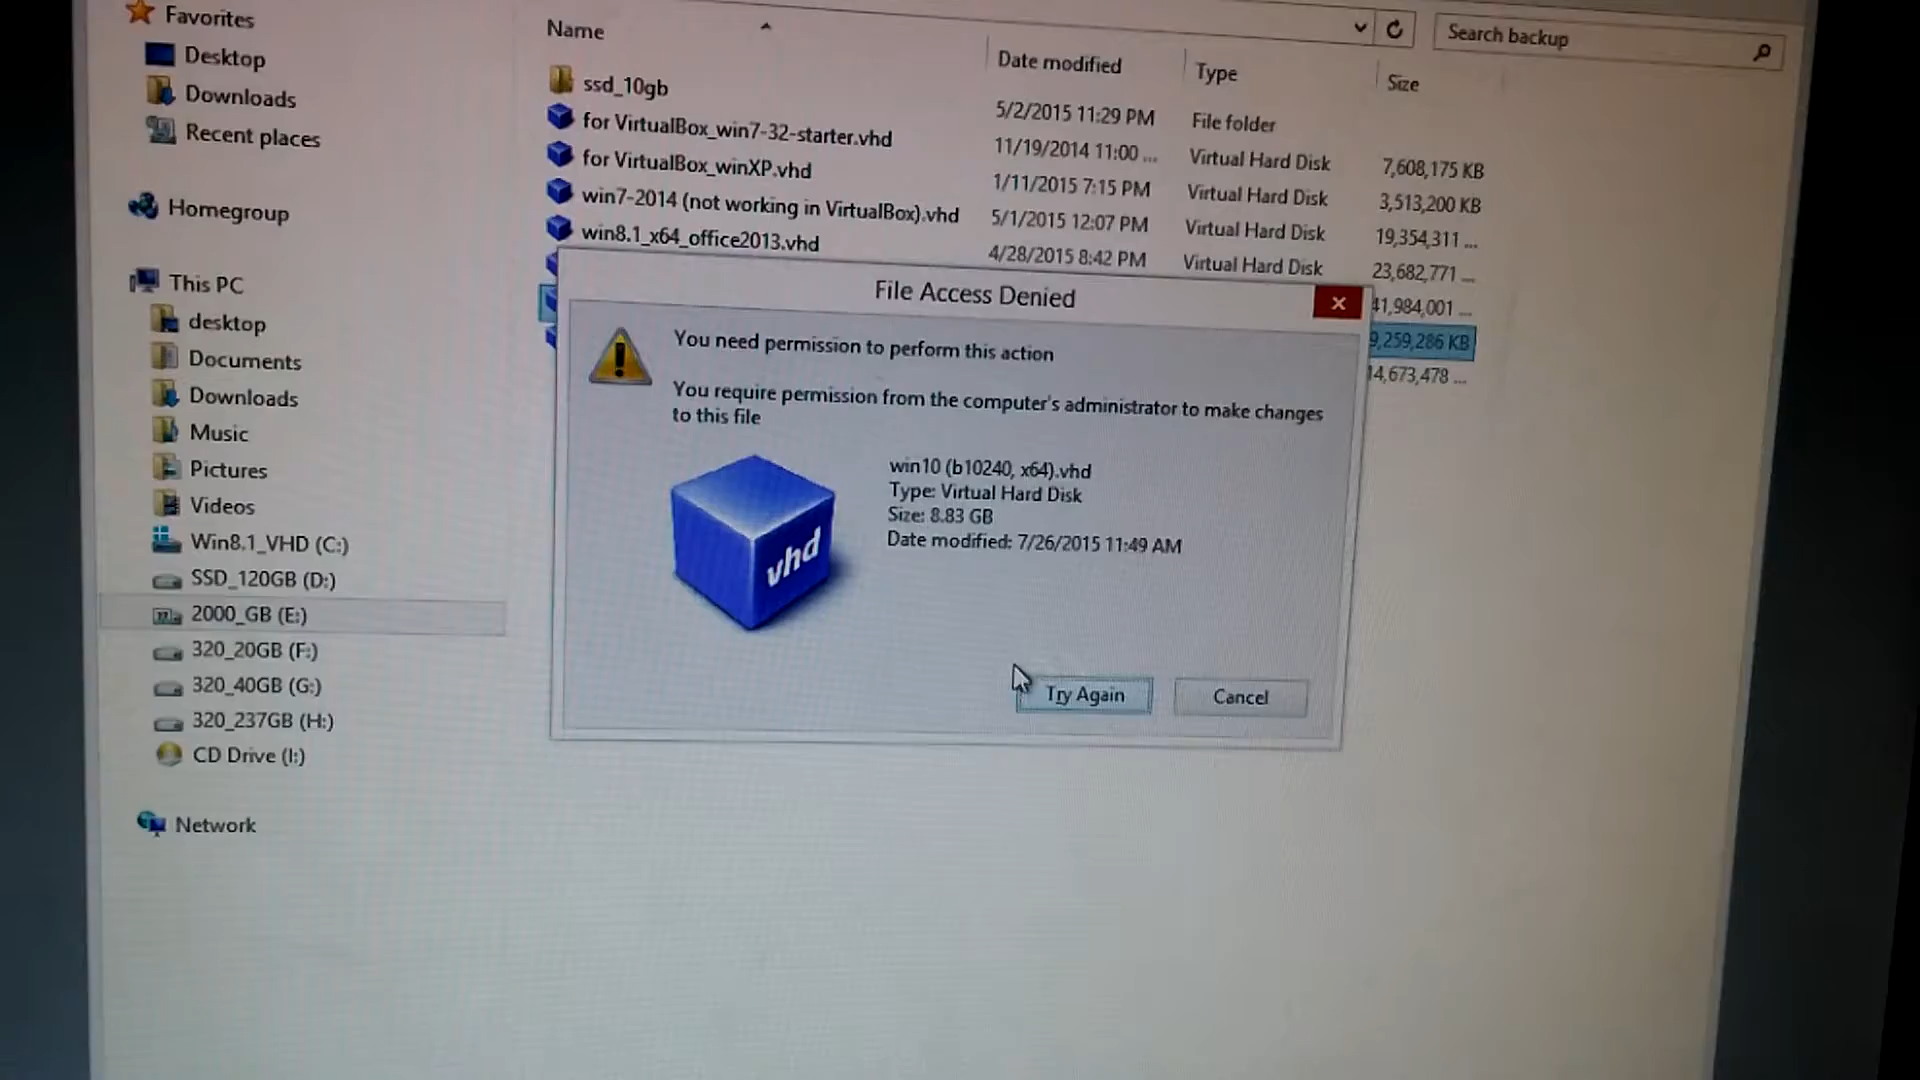 Favorites
Desktop
Downloads
Recent places
Homegroup
This PC
desktop
Documents
Downloads
Music
Pictures
Videos
Win8.1_VHD (C:)
SSD_120GB (D:)
2000_GB (E:)
320_20GB (F:)
320_40GB (G:)
320_237GB (H:)
CD Drive (I:)
Network
Search backup
Name Date modified Type Size
ssd_10gb 5/2/2015 11:29 PM File folder
for VirtualBox_win7-32-starter.vhd 11/19/2014 11:00 ... Virtual Hard Disk 7,608,175 KB
for VirtualBox_winXP.vhd 1/11/2015 7:15 PM Virtual Hard Disk 3,513,200 KB
win7-2014 (not working in VirtualBox).vhd 5/1/2015 12:07 PM Virtual Hard Disk 19,354,311 ...
win8.1_x64_office2013.vhd 4/28/2015 8:42 PM Virtual Hard Disk 23,682,771 ...
41,984,001 ...
9,259,286 KB
14,673,478 ...
File Access Denied
You need permission to perform this action
You require permission from the computer's administrator to make changes
to this file
vhd
win10 (b10240, x64).vhd
Type: Virtual Hard Disk
Size: 8.83 GB
Date modified: 7/26/2015 11:49 AM
Try Again
Cancel